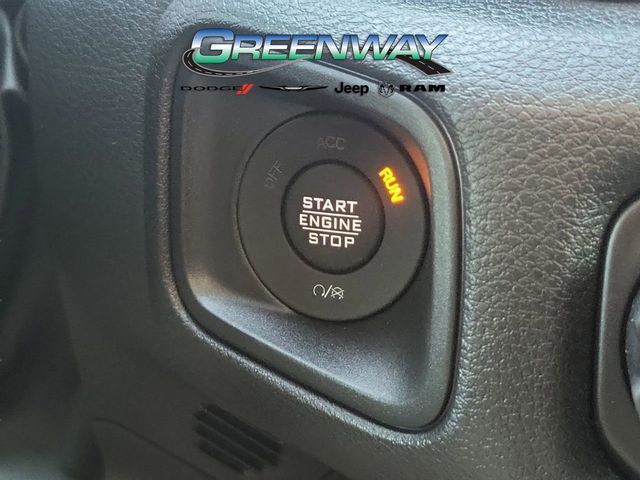 GREENWAY
DODGE Jeep RAM
ACC
OFF
RUN
START
ENGINE
STOP